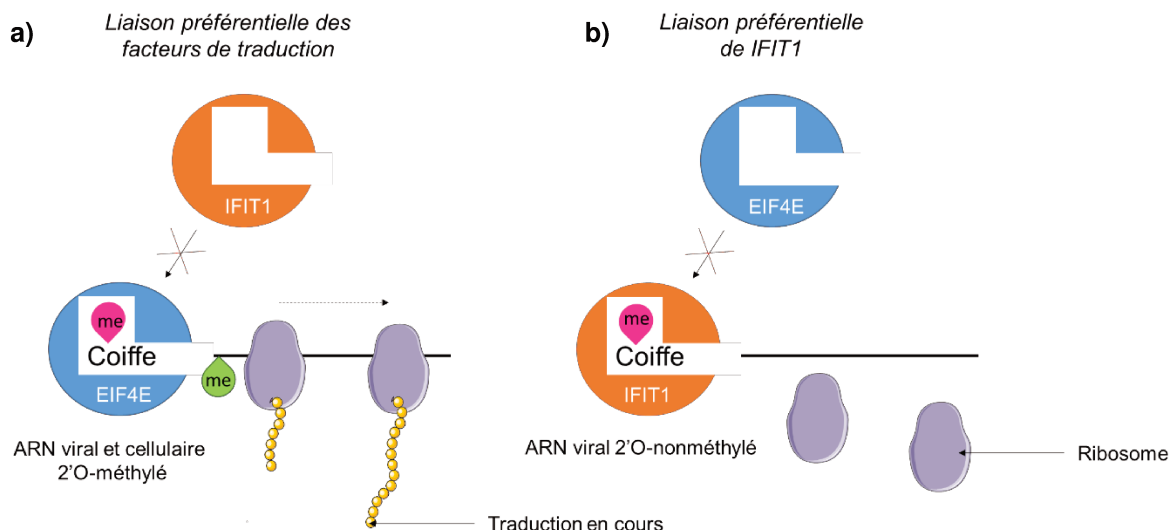 a)
Liaison préférentielle des
facteurs de traduction
IFIT1
me
Coiffe
EIF4E
me
ARN viral et cellulaire
2'O-méthylé
Traduction en cours
b)
Liaison préférentielle
de IFIT1
EIF4E
me
Coiffe
IFIT1
ARN viral 2'O-nonméthylé
Ribosome